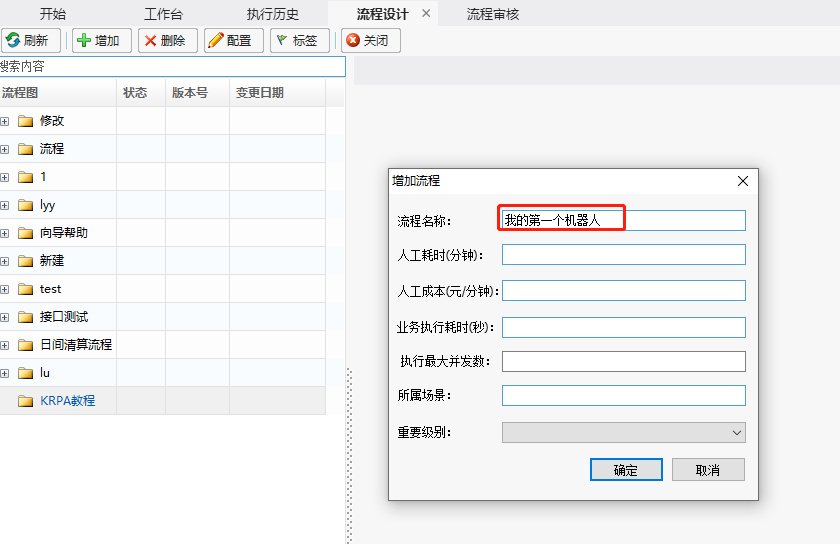 开始 工作台 执行历史 流程设计 流程审核
刷新 增加 删除 配置 标签 关闭
搜索内容
流程图 状态 版本号 变更日期
修改
流程
1
lyy
向导帮助
新建
test
接口测试
日间清算流程
lu
KRPA教程
增加流程
流程名称: 我的第一个机器人
人工耗时(分钟):
人工成本(元/分钟):
业务执行耗时(秒):
执行最大并发数:
所属场景:
重要级别:
确定 取消